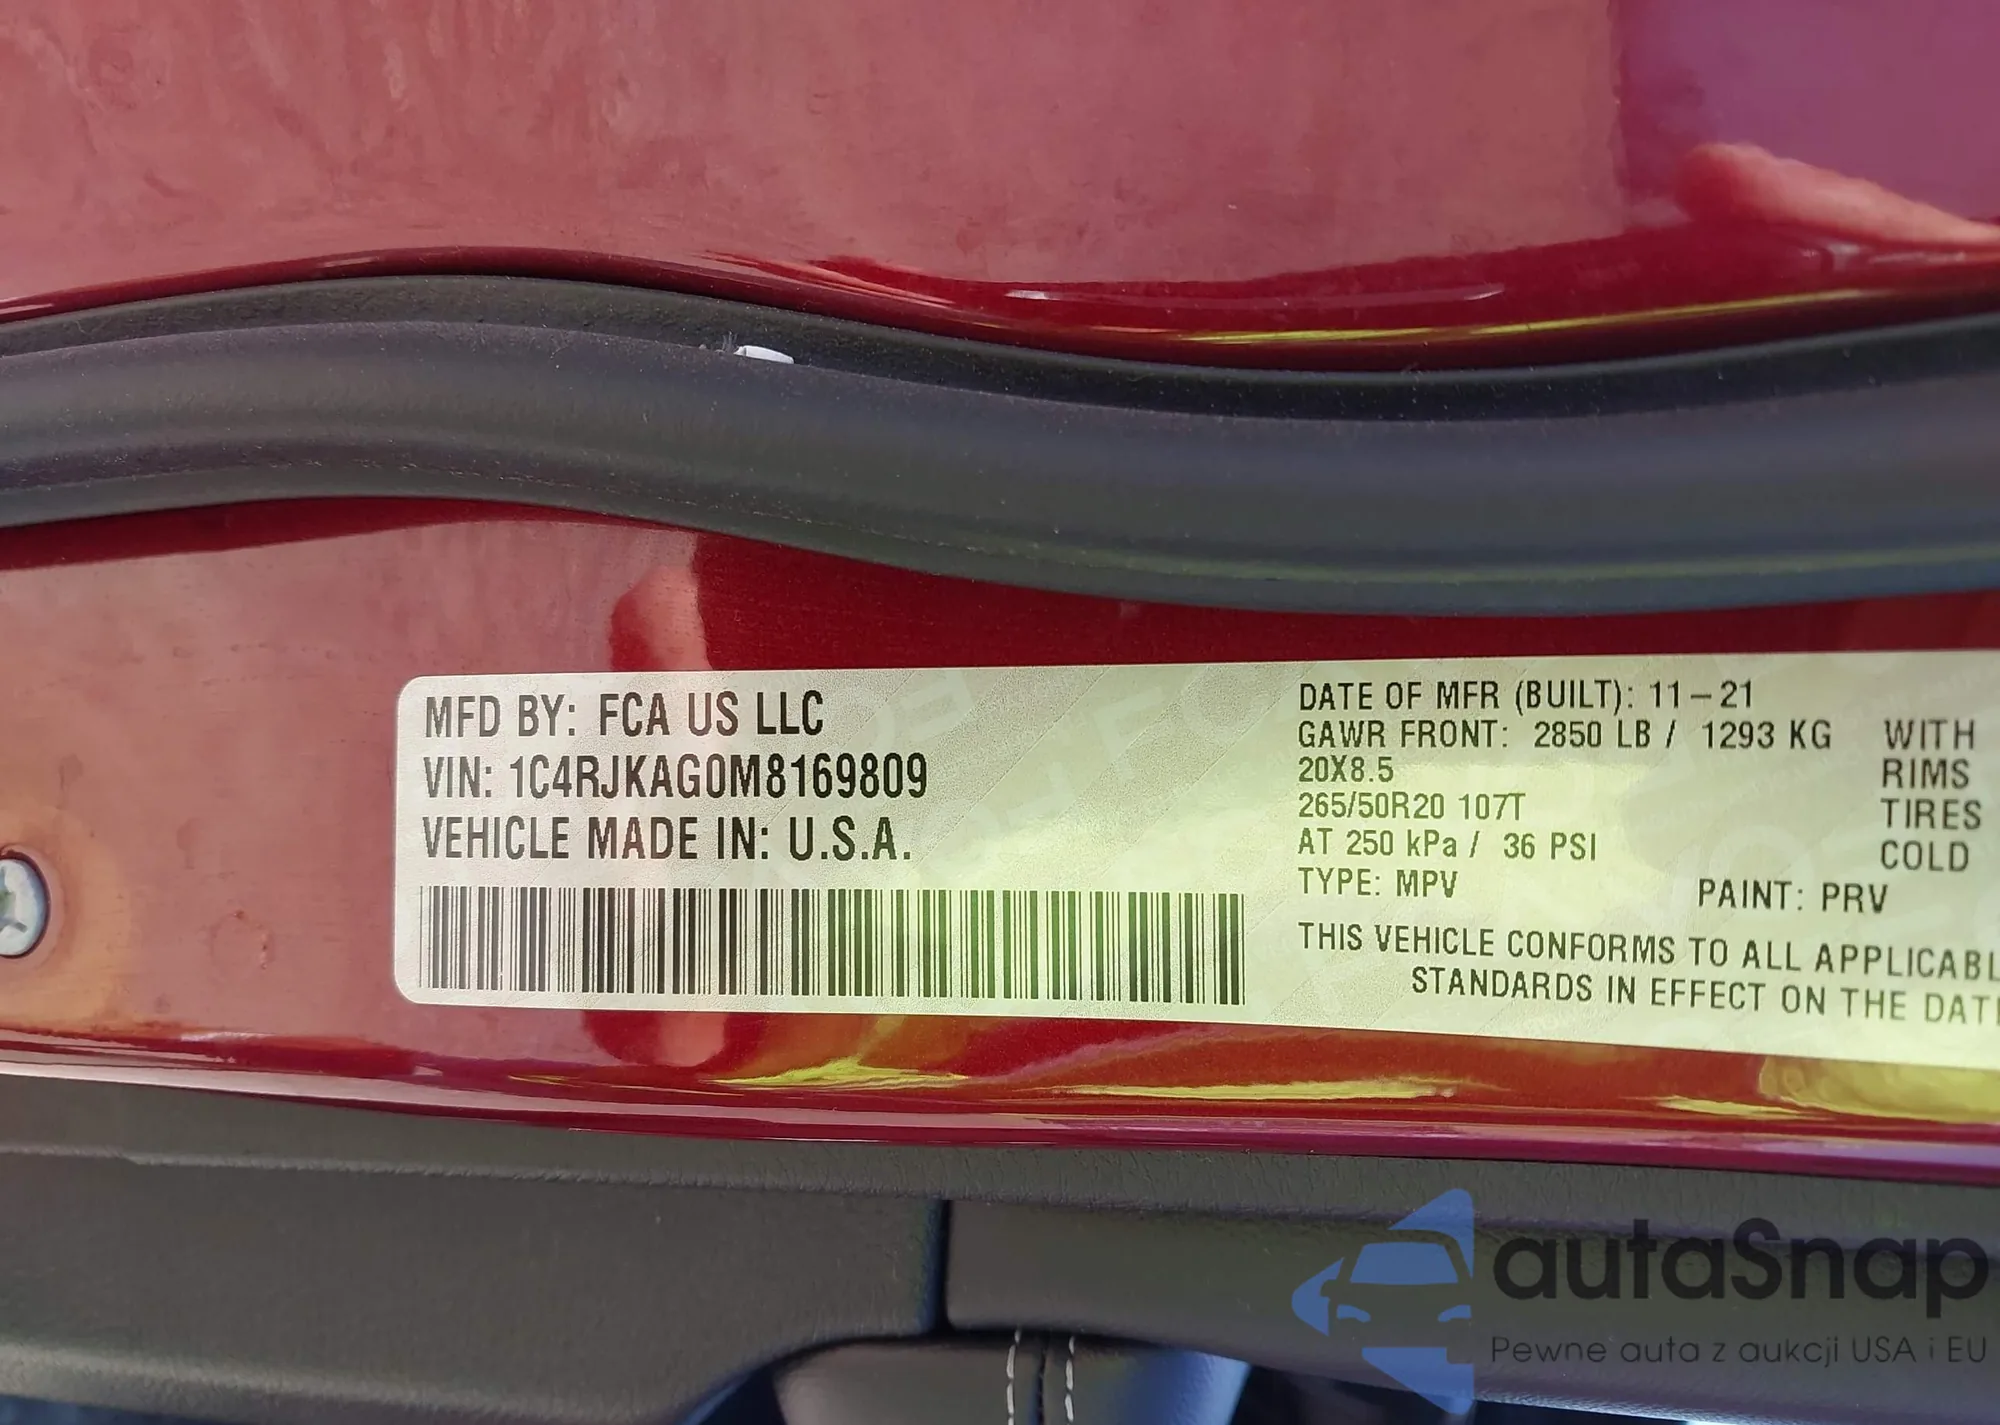 MFD BY: FCA US LLC
VIN: 1C4RJKAG0M8169809
VEHICLE MADE IN: U.S.A.
DATE OF MFR (BUILT): 11-21
GAWR FRONT: 2850 LB / 1293 KG WITH
20X8.5 RIMS
265/50R20 107T TIRES
AT 250 kPa / 36 PSI COLD
TYPE: MPV PAINT: PRV
THIS VEHICLE CONFORMS TO ALL APPLICABL
STANDARDS IN EFFECT ON THE DATE
autaSnap
Pewne auta z aukcji USA i EU